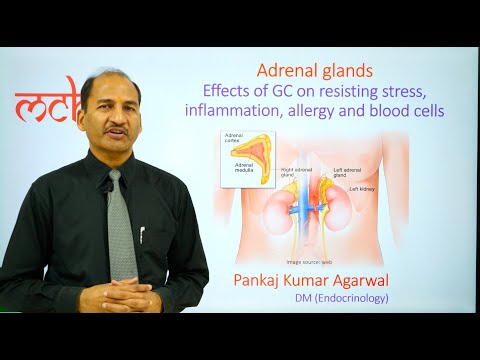 Adrenal glands
Effects of GC on resisting stress,
inflammation, allergy and blood cells
Adrenal
cortex
Adrenal
medulla
Right adrenal
gland
Left adrenal
gland
Left kidney
Image source: web
Pankaj Kumar Agarwal
DM (Endocrinology)